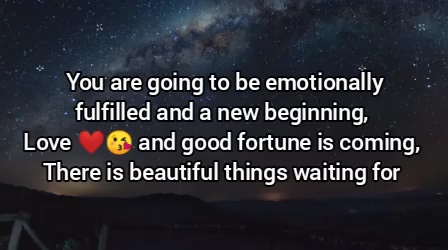 You are going to be emotionally
fulfilled and a new beginning,
Love ❤️😘 and good fortune is coming,
There is beautiful things waiting for